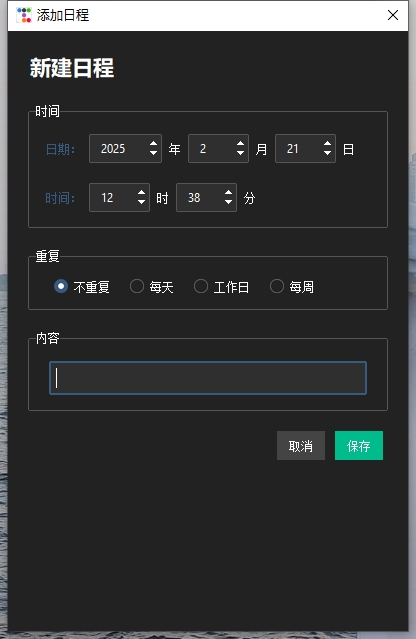 添加日程
新建日程
时间
日期： 2025 年 2 月 21 日
时间： 12 时 38 分
重复
不重复 每天 工作日 每周
内容
取消 保存